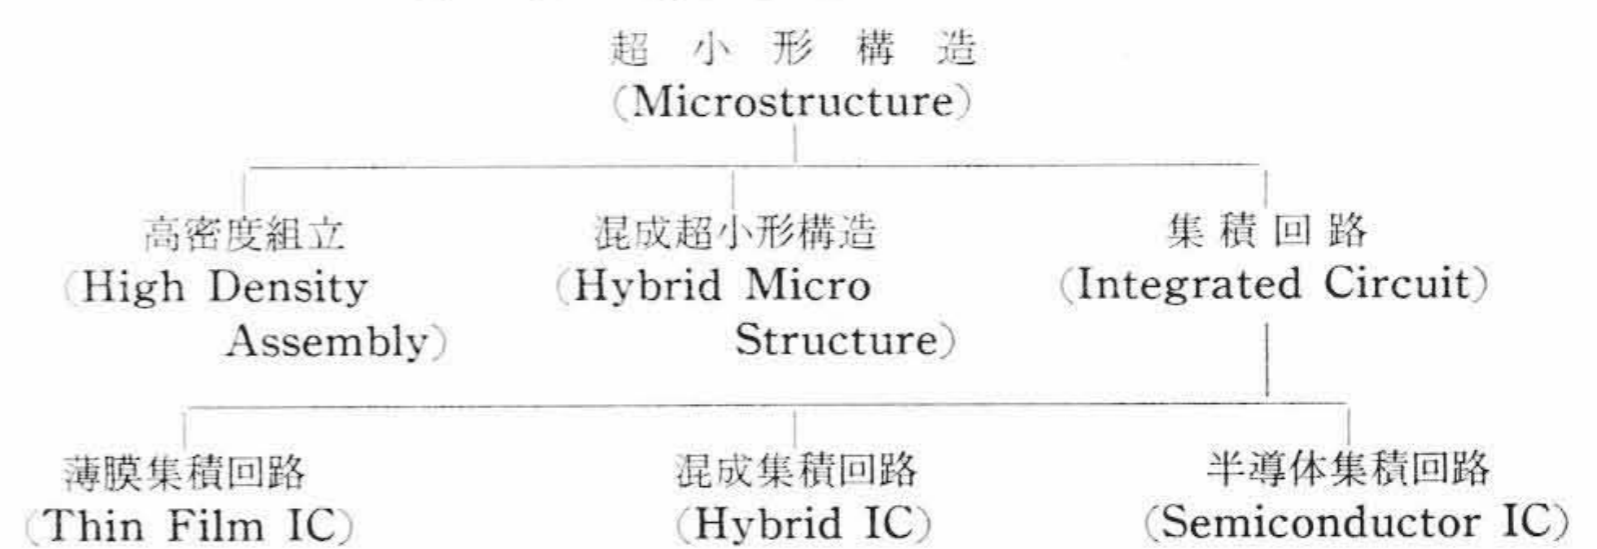 超小形構造
(Microstructure)
高密度組立
(High Density
Assembly)
混成超小形構造
(Hybrid Micro
Structure)
集積回路
(Integrated Circuit)
薄膜集積回路
(Thin Film IC)
混成集積回路
(Hybrid IC)
半導体集積回路
(Semiconductor IC)